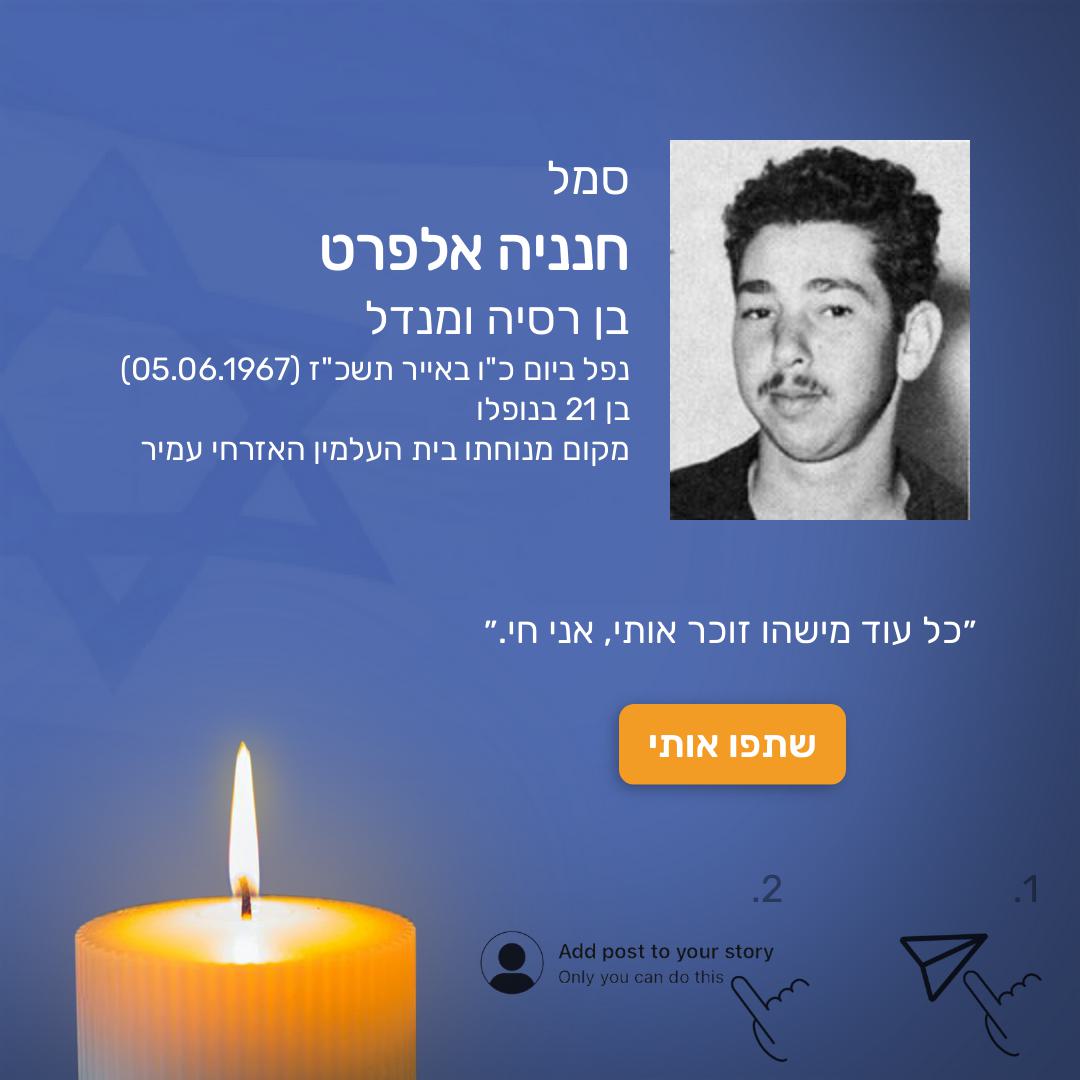 סמל
חנניה אלפרט
בן רסיה ומנדל
נפל ביום כ"ו באייר תשכ"ז (05.06.1967)
בן 21 בנופלו
מקום מנוחתו בית העלמין האזרחי עמיר
״כל עוד מישהו זוכר אותי, אני חי.״
שתפו אותי
1.
2.
Add post to your story
Only you can do this